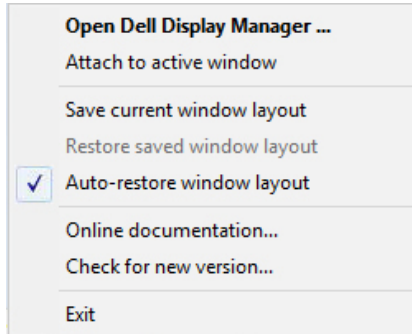 Open Dell Display Manager ...
Attach to active window
Save current window layout
Restore saved window layout
Auto-restore window layout
Online documentation...
Check for new version...
Exit